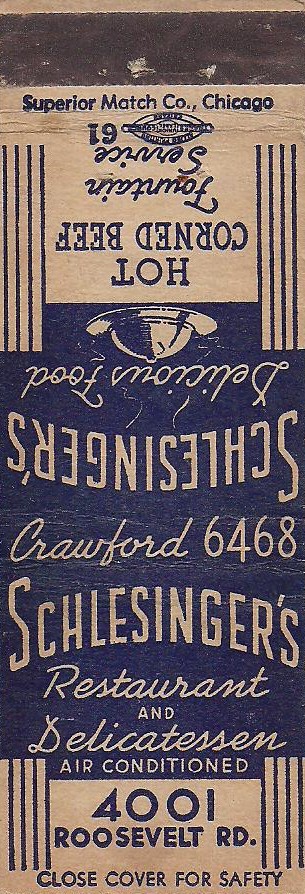 Superior Match Co., Chicago
61
Delicious Food
SCHLESINGER'S
HOT
CORNED BEEF
Fountain
Service
Crawford 6468
SCHLESINGER'S
Restaurant
AND
Delicatessen
AIR CONDITIONED
4001
ROOSEVELT RD.
CLOSE COVER FOR SAFETY